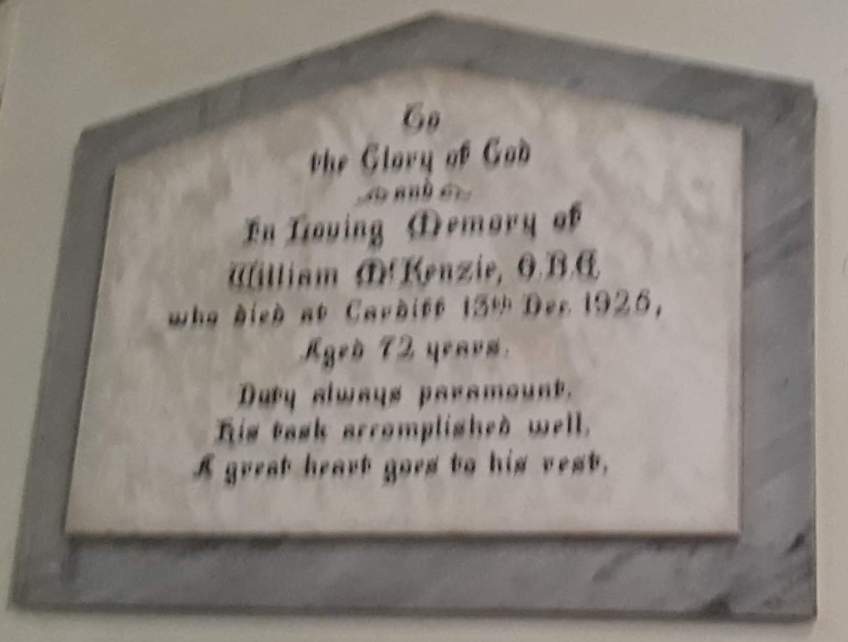 To
the Glory of God
and
In Loving Memory of
William McKenzie, O.B.E.
who died at Cardiff 15th Dec. 1926,
Aged 72 years.
Duty always paramount.
His task accomplished well.
A great heart goes to his rest.